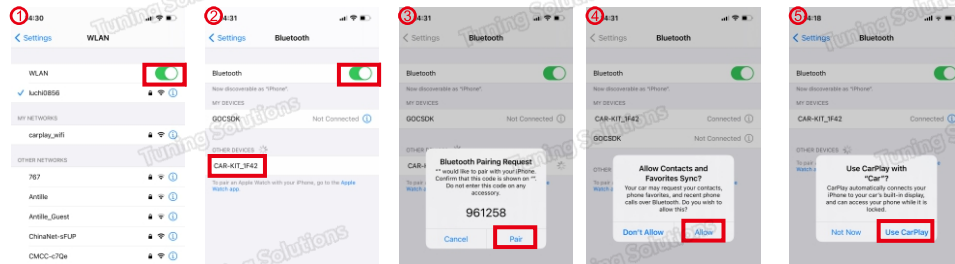 ① 4:30
Settings WLAN
WLAN
luchi0856
MY NETWORKS
carplay_wifi
OTHER NETWORKS
767
Antille
Antille_Guest
ChinaNet-sFUP
CMCC-c7Qe
② 4:31
Settings Bluetooth
Bluetooth
Now discoverable as "iPhone".
MY DEVICES
GOCSDK Not Connected
OTHER DEVICES
CAR-KIT_1F42
To pair an Apple Watch with your iPhone, go to the Apple
Watch app.
③ 4:31
Settings Bluetooth
Bluetooth
Now discoverable as "iPhone".
MY DEVICES
GOCSDK Not Connected
Bluetooth Pairing Request
"" would like to pair with your iPhone.
Confirm that this code is shown on "".
Do not enter this code on any
accessory.
961258
Cancel Pair
④ 4:31
Settings Bluetooth
Bluetooth
Now discoverable as "iPhone".
MY DEVICES
CAR-KIT_1F42 Connected
GOCSDK Not Connected
OTHER
Allow Contacts and
Favorites Sync?
Your car may request your contacts,
phone favorites, and recent phone
calls over Bluetooth. Do you wish to
allow this?
Don't Allow Allow
⑤ 4:18
Settings Bluetooth
Bluetooth
Now discoverable as "iPhone".
MY DEVICES
CAR-KIT_1F42 Connected
OTHER DEVICES
Use CarPlay with
"Car"?
CarPlay automatically connects your
iPhone to your car's built-in display,
and can access your phone while it is
locked.
Not Now Use CarPlay
Tuning Solutions